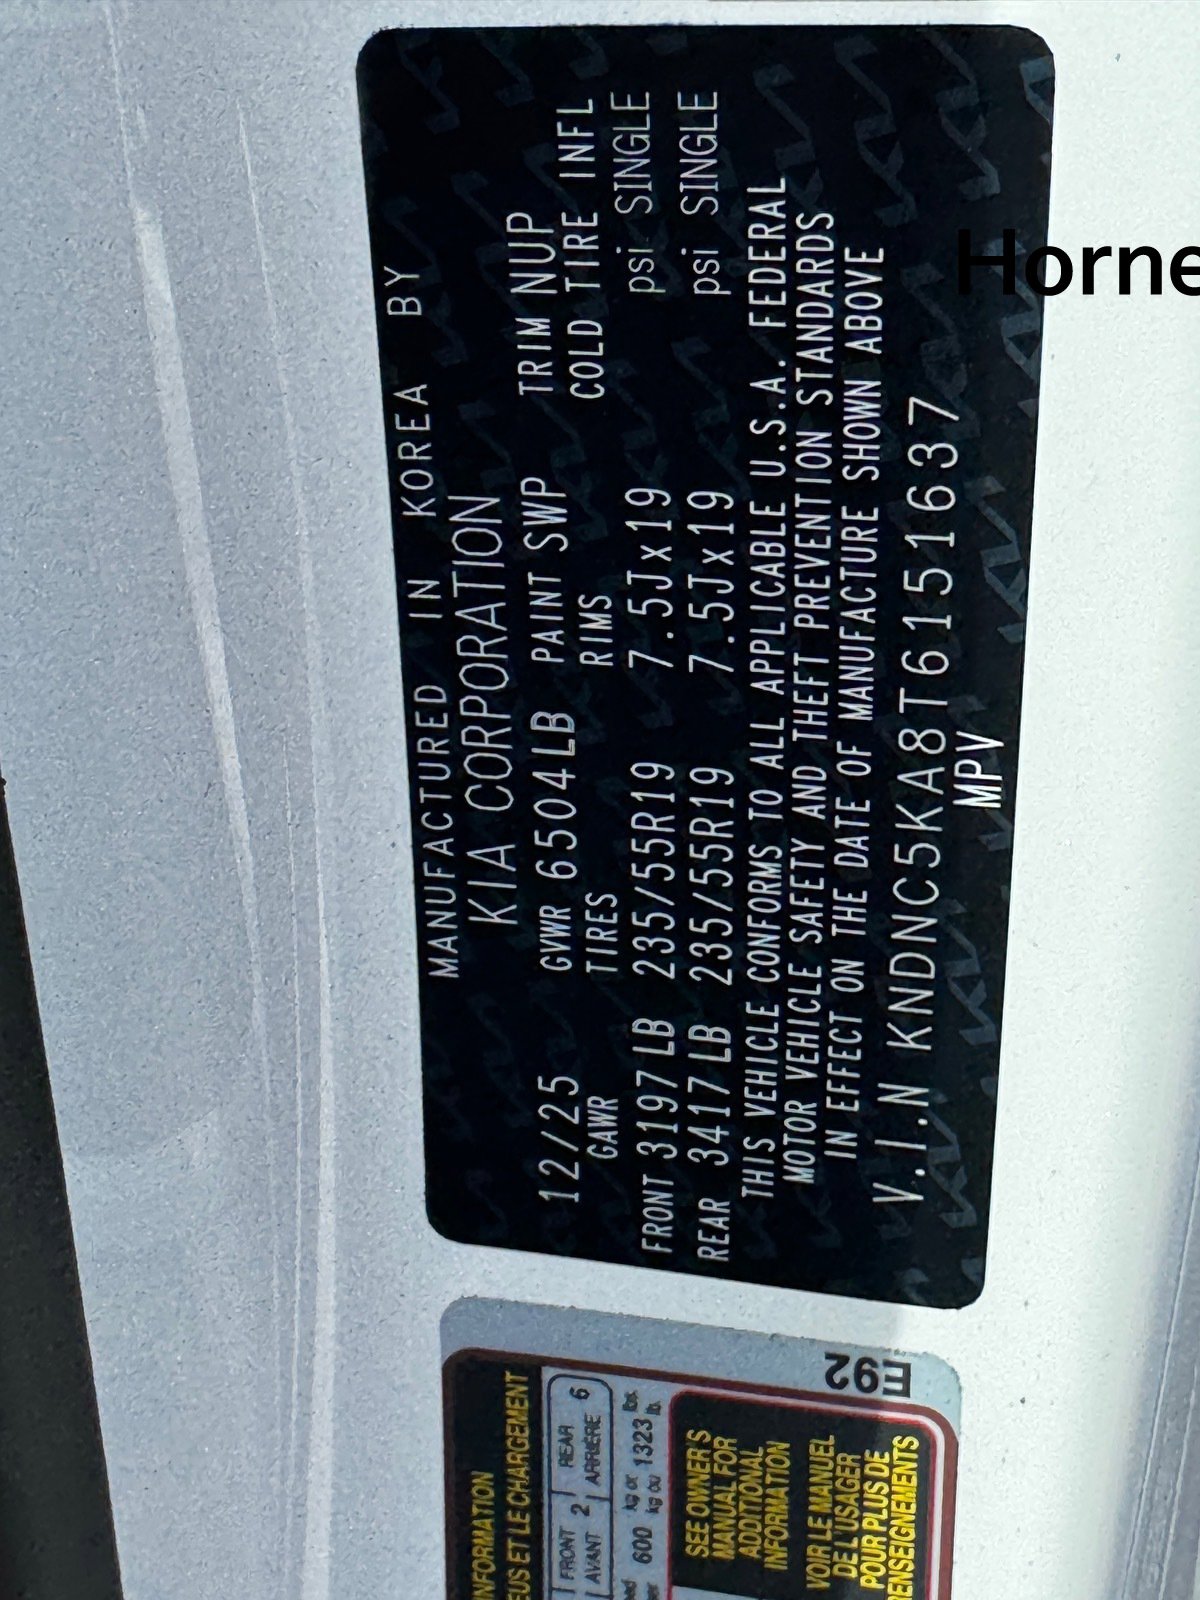 MANUFACTURED IN KOREA BY
KIA CORPORATION
12/25 GVWR 6504LB PAINT SWP TRIM NUP
GAWR TIRES RIMS COLD TIRE INFL
FRONT 3197LB 235/55R19 7.5Jx19 psi SINGLE
REAR 3417LB 235/55R19 7.5Jx19 psi SINGLE
THIS VEHICLE CONFORMS TO ALL APPLICABLE U.S.A. FEDERAL
MOTOR VEHICLE SAFETY AND THEFT PREVENTION STANDARDS
IN EFFECT ON THE DATE OF MANUFACTURE SHOWN ABOVE
V.I.N KNDNC5KA8T6151637
MPV
Horne
E92
INFORMATION
EUS ET LE CHARGEMENT
FRONT 2 REAR 6
AVANT ARRIÈRE
600 kg or 1323 lbs.
kg ou lb.
SEE OWNER'S
MANUAL FOR
ADDITIONAL
INFORMATION
VOIR LE MANUEL
DE L'USAGER
POUR PLUS DE
RENSEIGNEMENTS